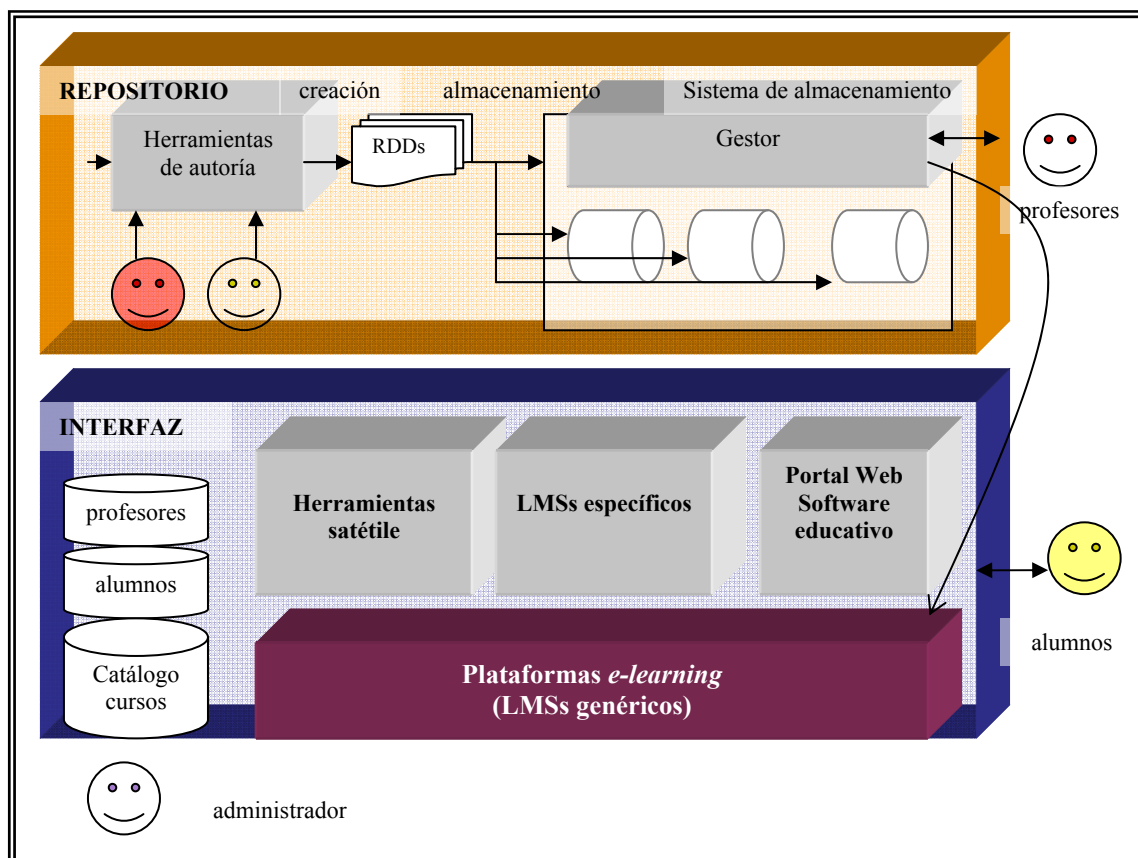 REPOSITORIO
creación
almacenamiento
Sistema de almacenamiento
Herramientas
de autoría
RDDs
Gestor
profesores
INTERFAZ
profesores
alumnos
Catálogo
cursos
Herramientas
satétile
LMSs específicos
Portal Web
Software
educativo
Plataformas e-learning
(LMSs genéricos)
alumnos
administrador